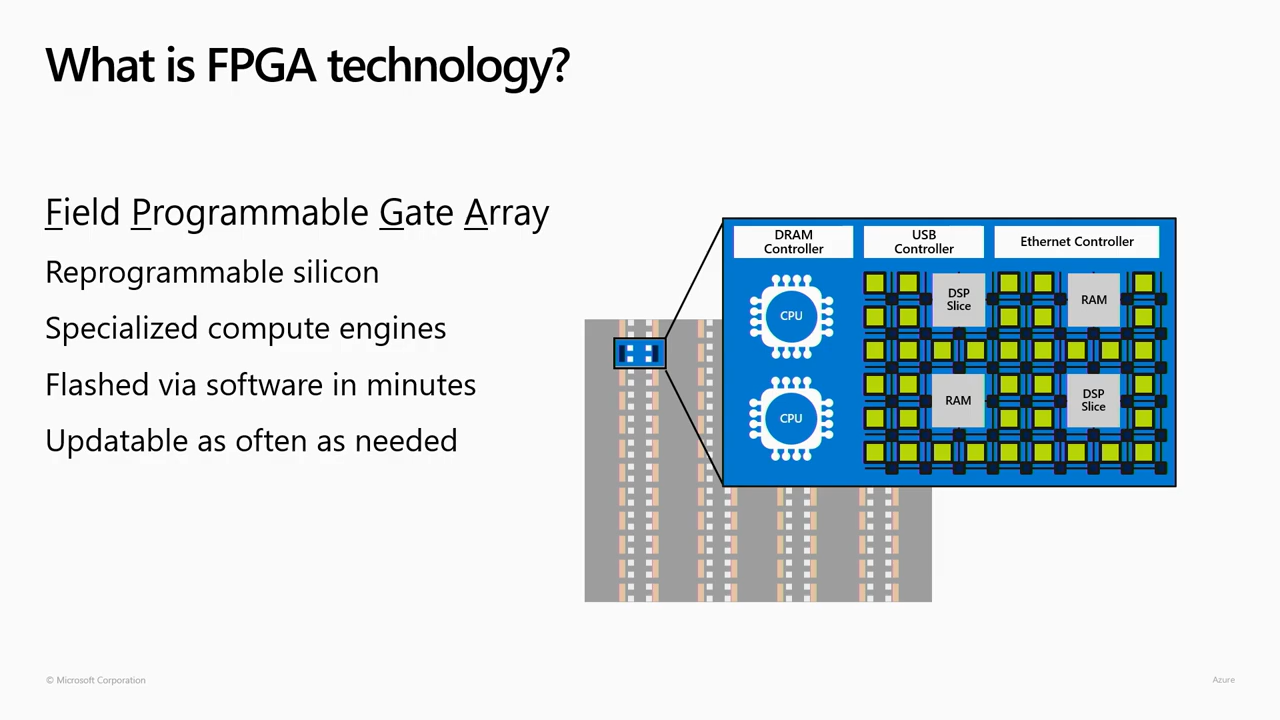 What is FPGA technology?
Field Programmable Gate Array
Reprogrammable silicon
Specialized compute engines
Flashed via software in minutes
Updatable as often as needed
DRAM
Controller
USB
Controller
Ethernet Controller
CPU
DSP
Slice
RAM
CPU
RAM
DSP
Slice
© Microsoft Corporation
Azure